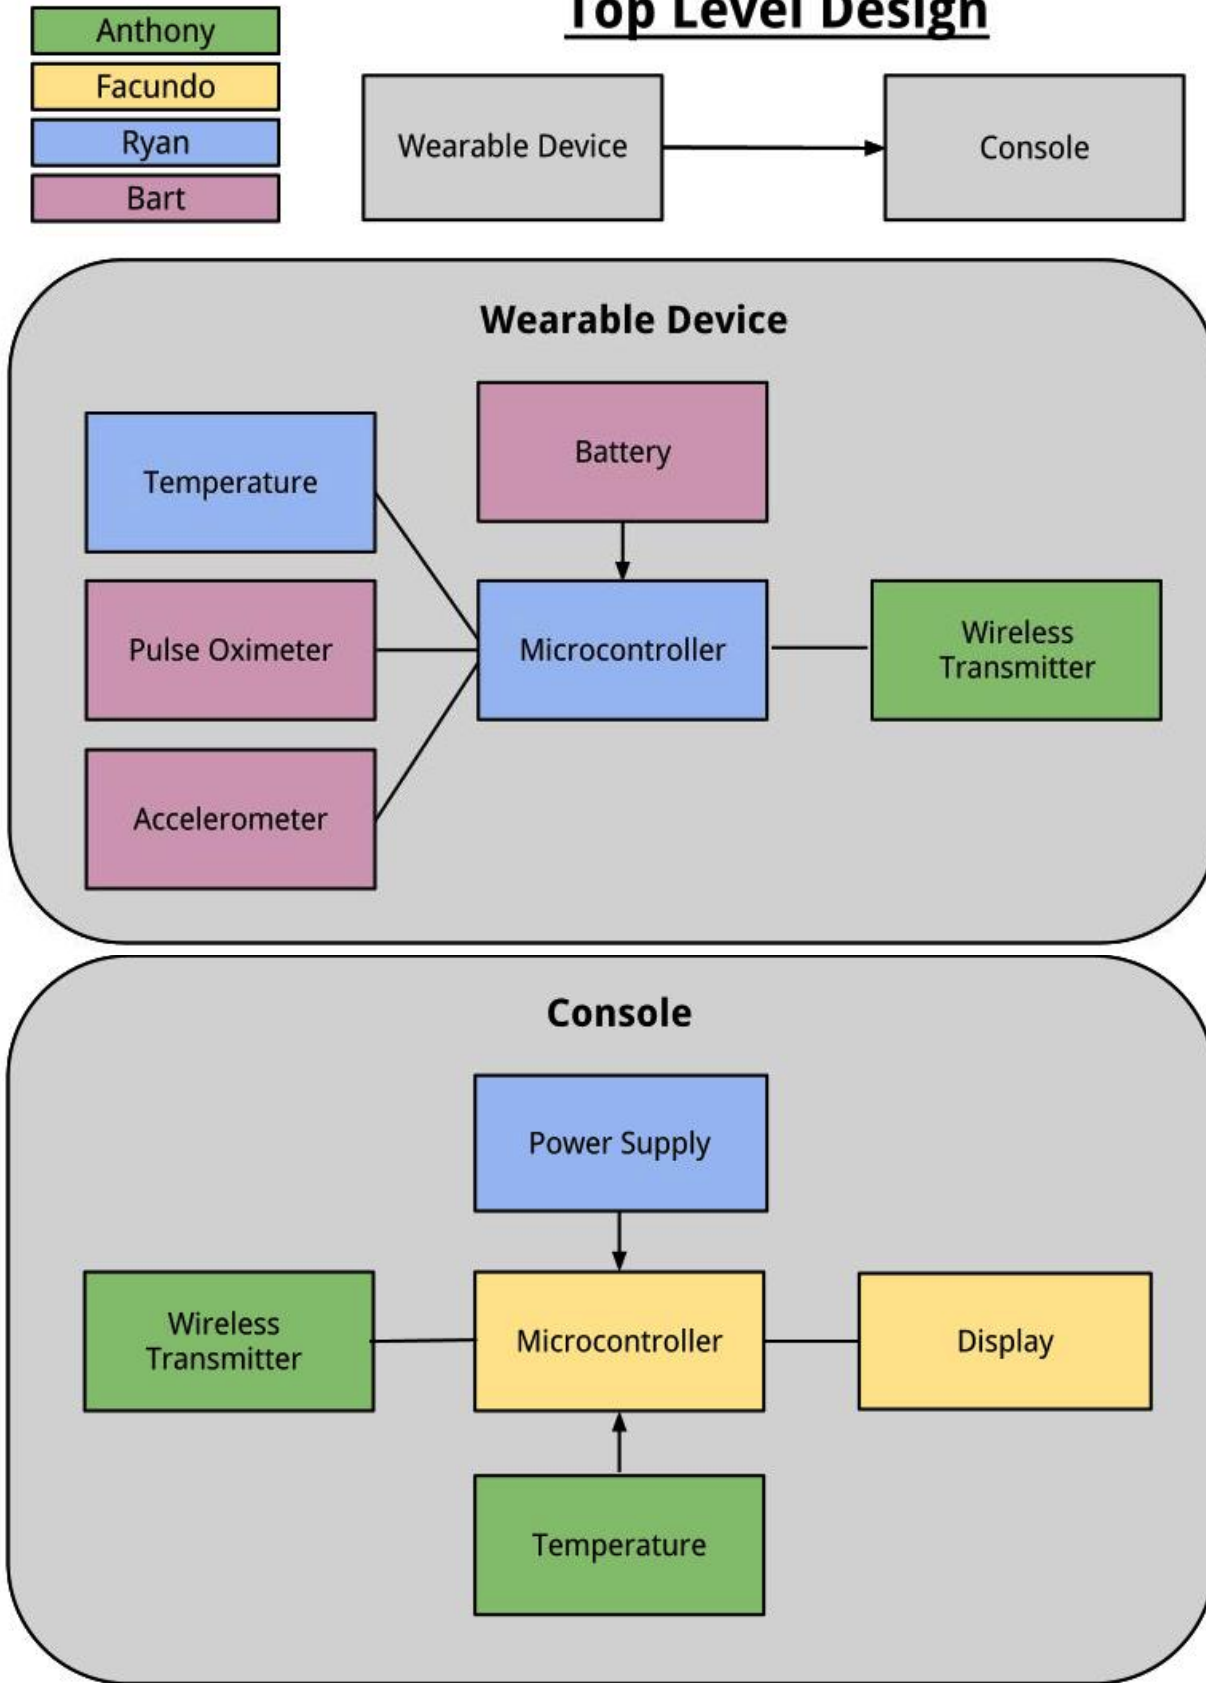 Top Level Design
Anthony
Facundo
Ryan
Bart
Wearable Device
Console
Wearable Device
Battery
Temperature
Pulse Oximeter
Microcontroller
Wireless
Transmitter
Accelerometer
Console
Power Supply
Wireless
Transmitter
Microcontroller
Display
Temperature